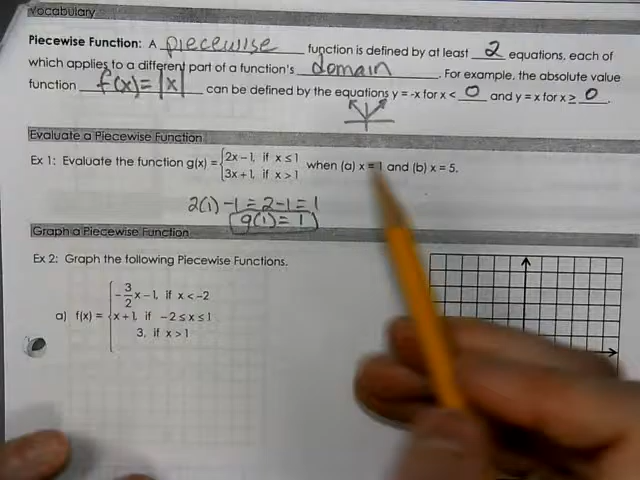 Vocabulary
Piecewise Function: A piecewise function is defined by at least 2 equations, each of
which applies to a different part of a function's domain. For example, the absolute value
function f(x)=|x| can be defined by the equations y = -x for x < 0 and y = x for x ≥ 0.
Evaluate a Piecewise Function
Ex 1: Evaluate the function g(x) = { 2x – 1, if x ≤ 1
3x + 1, if x > 1 when (a) x = 1 and (b) x = 5.
2(1) -1 = 2-1 = 1
g(1) = 1
Graph a Piecewise Function
Ex 2: Graph the following Piecewise Functions.
a) f(x) = { -3/2x – 1, if x < -2
x + 1, if -2 ≤ x ≤ 1
3, if x > 1